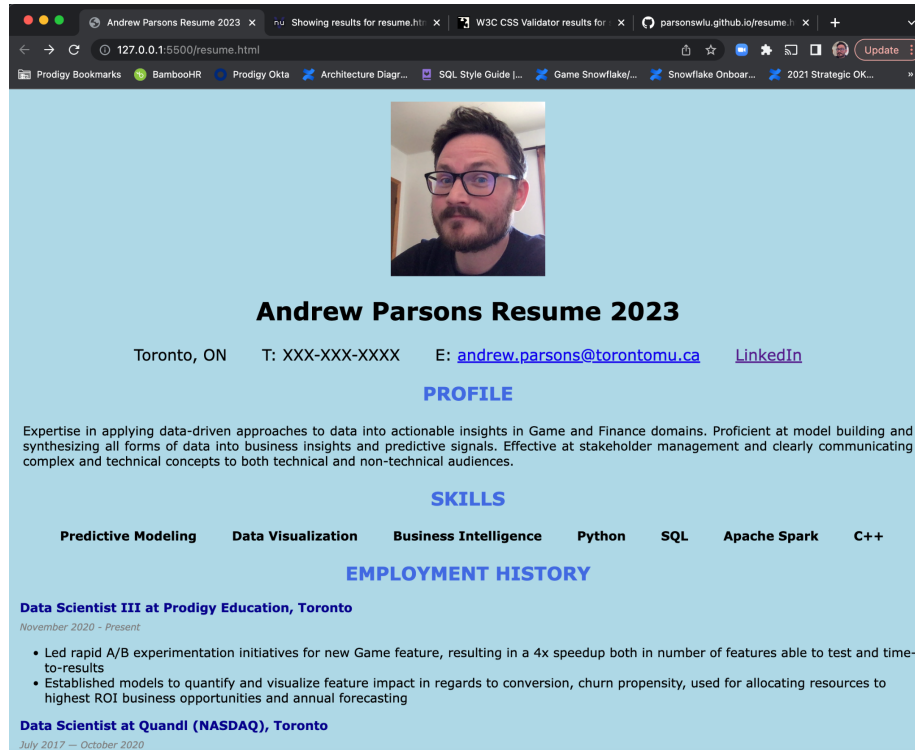 Andrew Parsons Resume 2023
Showing results for resume.htm
W3C CSS Validator results for
parsonswlu.github.io/resume.h
127.0.0.1:5500/resume.html
Update
Prodigy Bookmarks BambooHR Prodigy Okta Architecture Diagr... SQL Style Guide |... Game Snowflake/... Snowflake Onboar... 2021 Strategic OK... »
Andrew Parsons Resume 2023
Toronto, ON T: XXX-XXX-XXXX E: andrew.parsons@torontomu.ca LinkedIn
PROFILE
Expertise in applying data-driven approaches to data into actionable insights in Game and Finance domains. Proficient at model building and
synthesizing all forms of data into business insights and predictive signals. Effective at stakeholder management and clearly communicating
complex and technical concepts to both technical and non-technical audiences.
SKILLS
Predictive Modeling Data Visualization Business Intelligence Python SQL Apache Spark C++
EMPLOYMENT HISTORY
Data Scientist III at Prodigy Education, Toronto
November 2020 - Present
• Led rapid A/B experimentation initiatives for new Game feature, resulting in a 4x speedup both in number of features able to test and time-
to-results
• Established models to quantify and visualize feature impact in regards to conversion, churn propensity, used for allocating resources to
highest ROI business opportunities and annual forecasting
Data Scientist at Quandl (NASDAQ), Toronto
July 2017 — October 2020